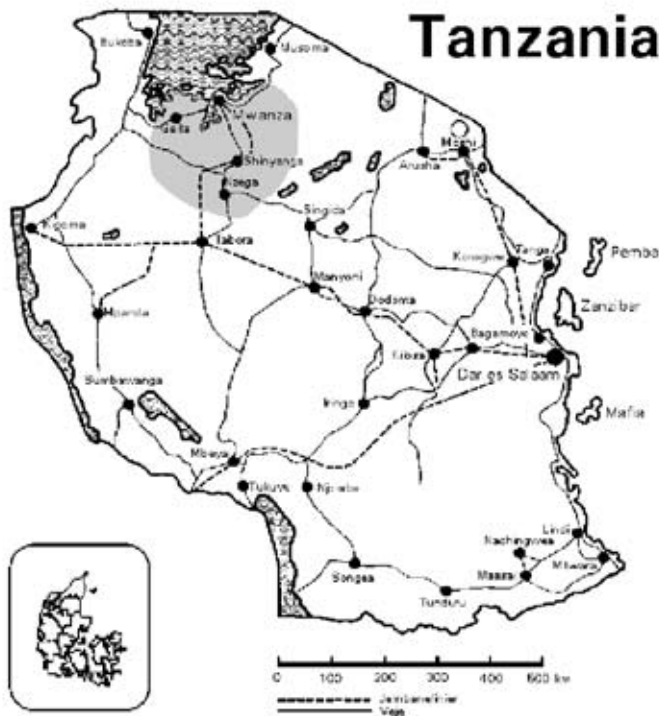 Tanzania
Bukoba
Musoma
Mwanza
Geita
Shinyanga
Nzega
Moshi
Arusha
Kigoma
Singida
Tabora
Korogwe
Tanga
Pemba
Manyoni
Dodoma
Zanzibar
Mpanda
Bagamoyo
Dar es Salaam
Sumbawanga
Iringa
Mafia
Mbeya
Tukuyu
Njombe
Lindi
Nachingwea
Mtwara
Masasi
Songea
Tunduru
0 100 200 300 400 500 km
Jernbanelinier
Veje